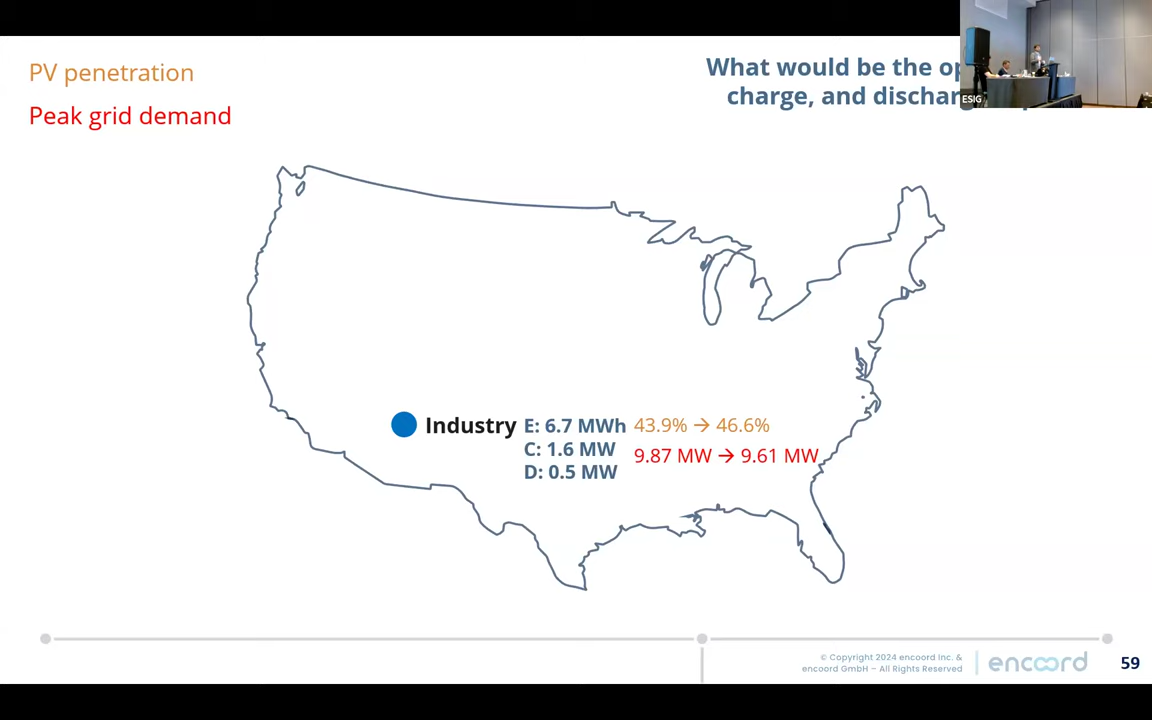 PV penetration
Peak grid demand
What would be the
charge, and
ESIG
Industry
E: 6.7 MWh
C: 1.6 MW
D: 0.5 MW
43.9% → 46.6%
9.87 MW → 9.61 MW
© Copyright 2024 encoord Inc. &
encoord GmbH – All Rights Reserved
encoord
59